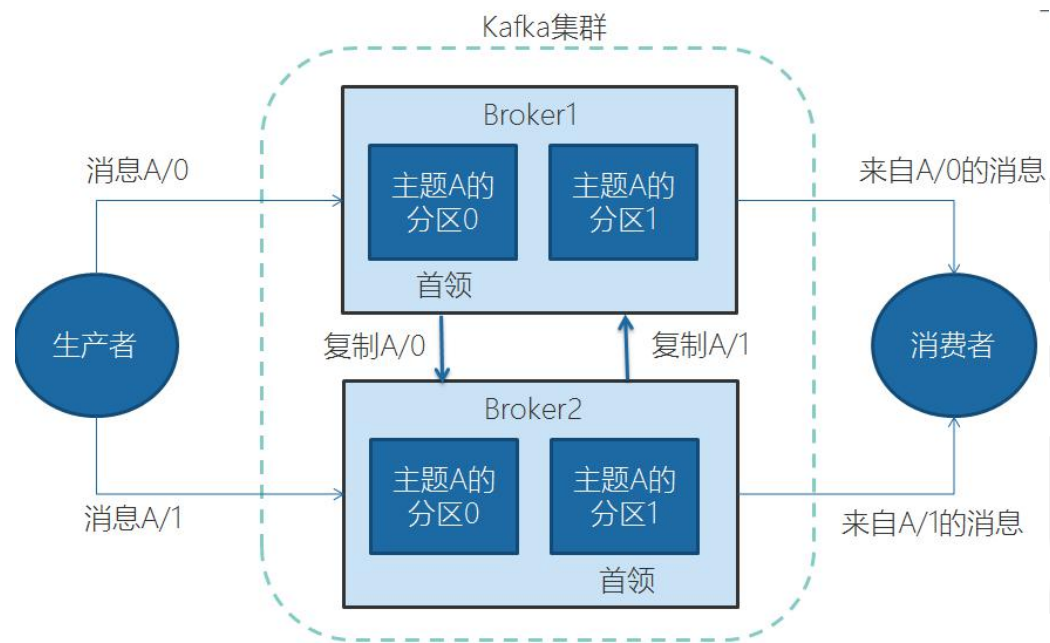 Kafka集群
Broker1
消息A/0
主题A的
分区0
主题A的
分区1
来自A/0的消息
首领
生产者
复制A/0
复制A/1
消费者
Broker2
主题A的
分区0
主题A的
分区1
消息A/1
来自A/1的消息
首领